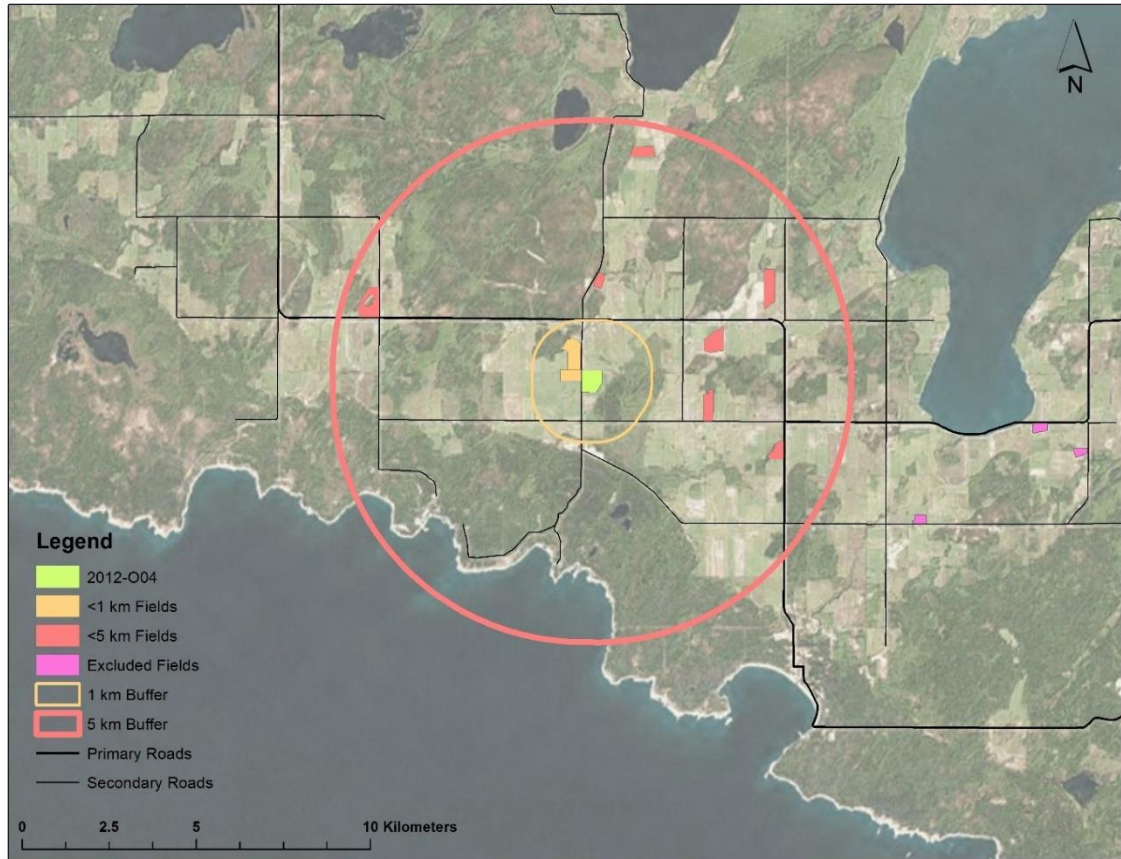 N
Legend
2012-O04
<1 km Fields
<5 km Fields
Excluded Fields
1 km Buffer
5 km Buffer
Primary Roads
Secondary Roads
0 2.5 5 10 Kilometers